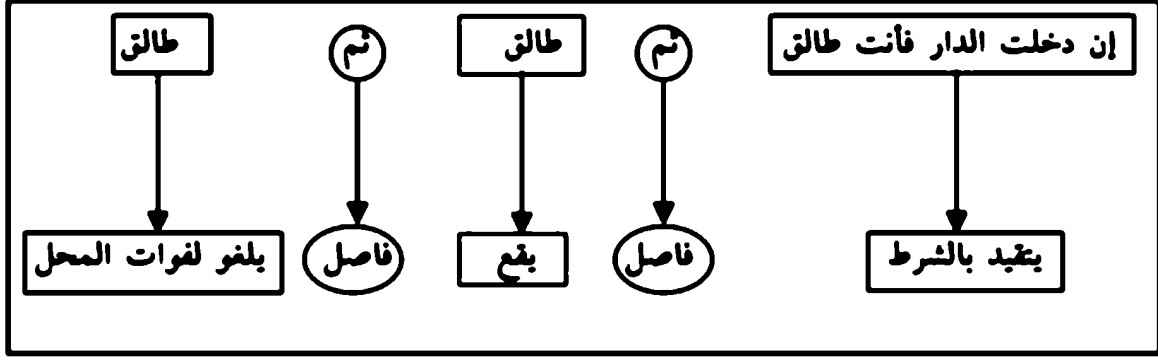 إن دخلت الدار فأنت طالق ثم طالق ثم طالق
يتقيد بالشرط فاصل يقع فاصل يلغو لفوات المحل